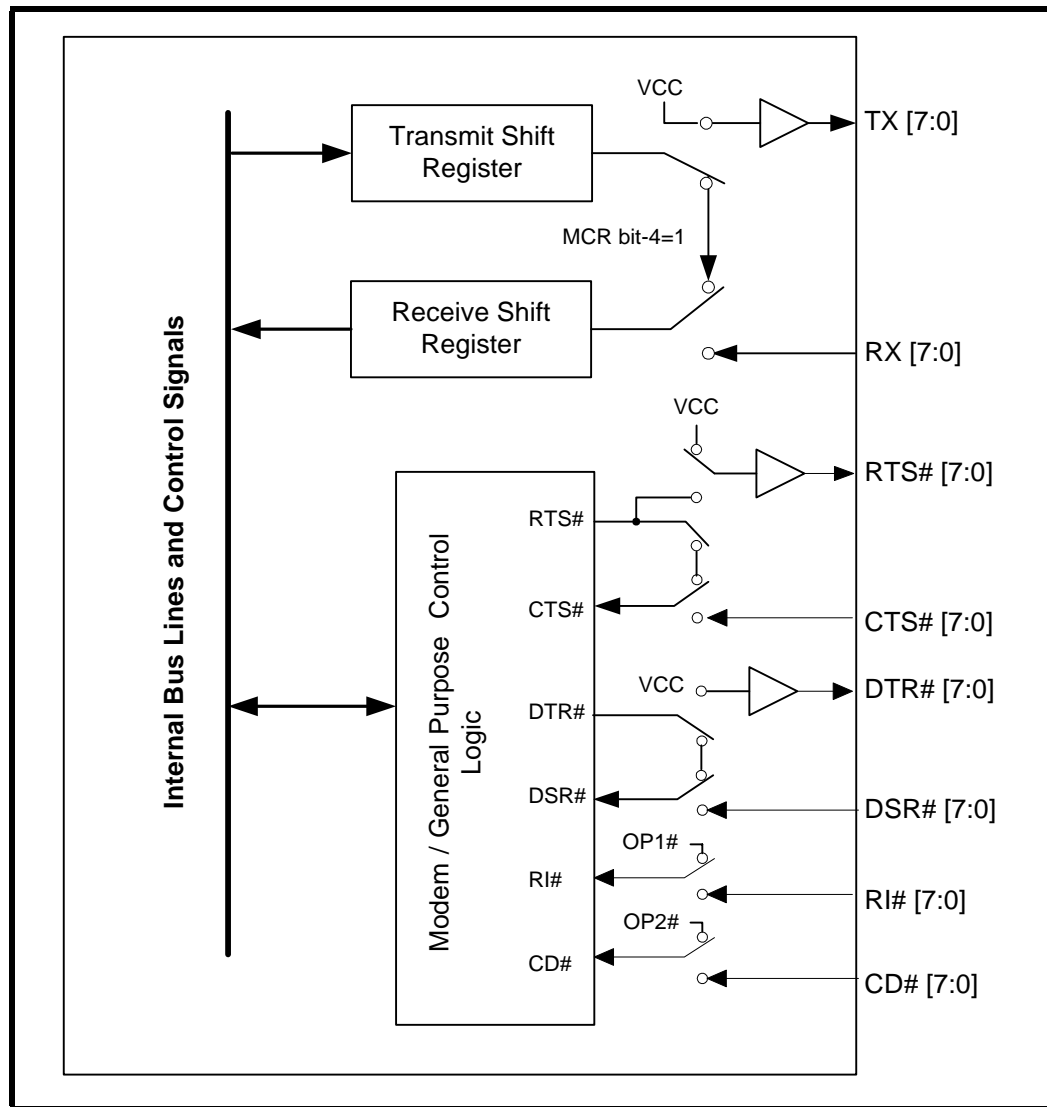 VCC
TX [7:0]
Transmit Shift
Register
MCR bit-4=1
Receive Shift
Register
RX [7:0]
Internal Bus Lines and Control Signals
VCC
RTS# [7:0]
RTS#
CTS#
CTS# [7:0]
Modem / General Purpose Control
Logic
VCC
DTR# [7:0]
DTR#
DSR#
DSR# [7:0]
OP1#
RI#
RI# [7:0]
OP2#
CD#
CD# [7:0]